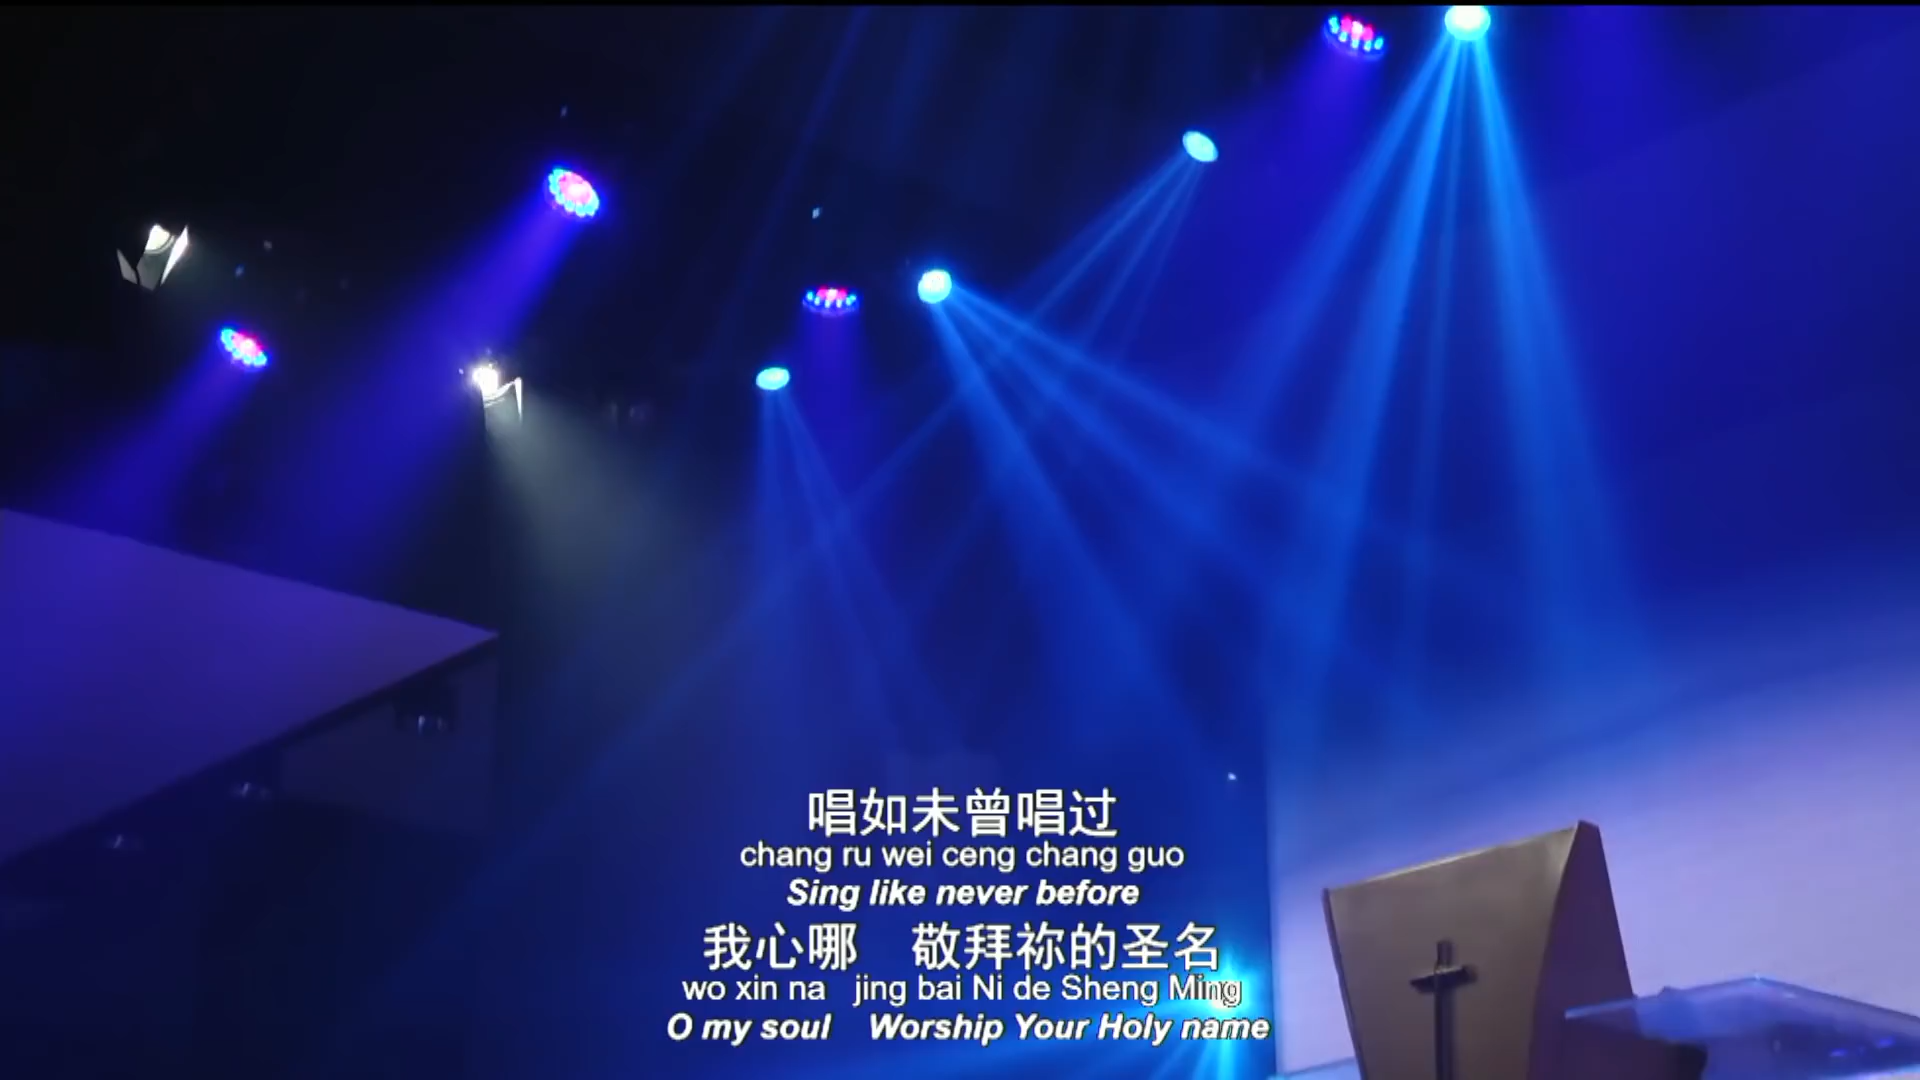 唱如未曾唱过
chang ru wei ceng chang guo
Sing like never before
我心哪　敬拜祢的圣名
wo xin na   jing bai Ni de Sheng Ming
O my soul   Worship Your Holy name